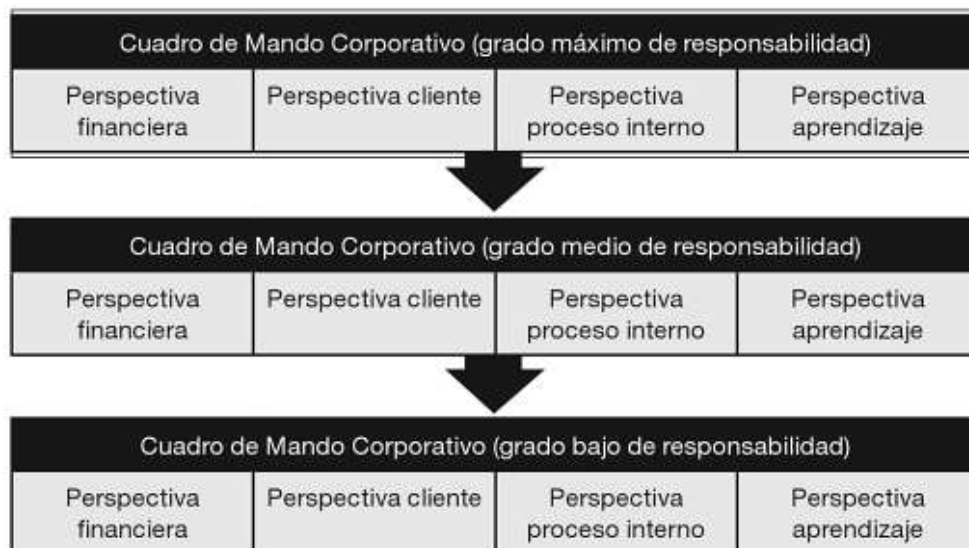 Cuadro de Mando Corporativo (grado máximo de responsabilidad)
Perspectiva financiera
Perspectiva cliente
Perspectiva proceso interno
Perspectiva aprendizaje
Cuadro de Mando Corporativo (grado medio de responsabilidad)
Perspectiva financiera
Perspectiva cliente
Perspectiva proceso interno
Perspectiva aprendizaje
Cuadro de Mando Corporativo (grado bajo de responsabilidad)
Perspectiva financiera
Perspectiva cliente
Perspectiva proceso interno
Perspectiva aprendizaje